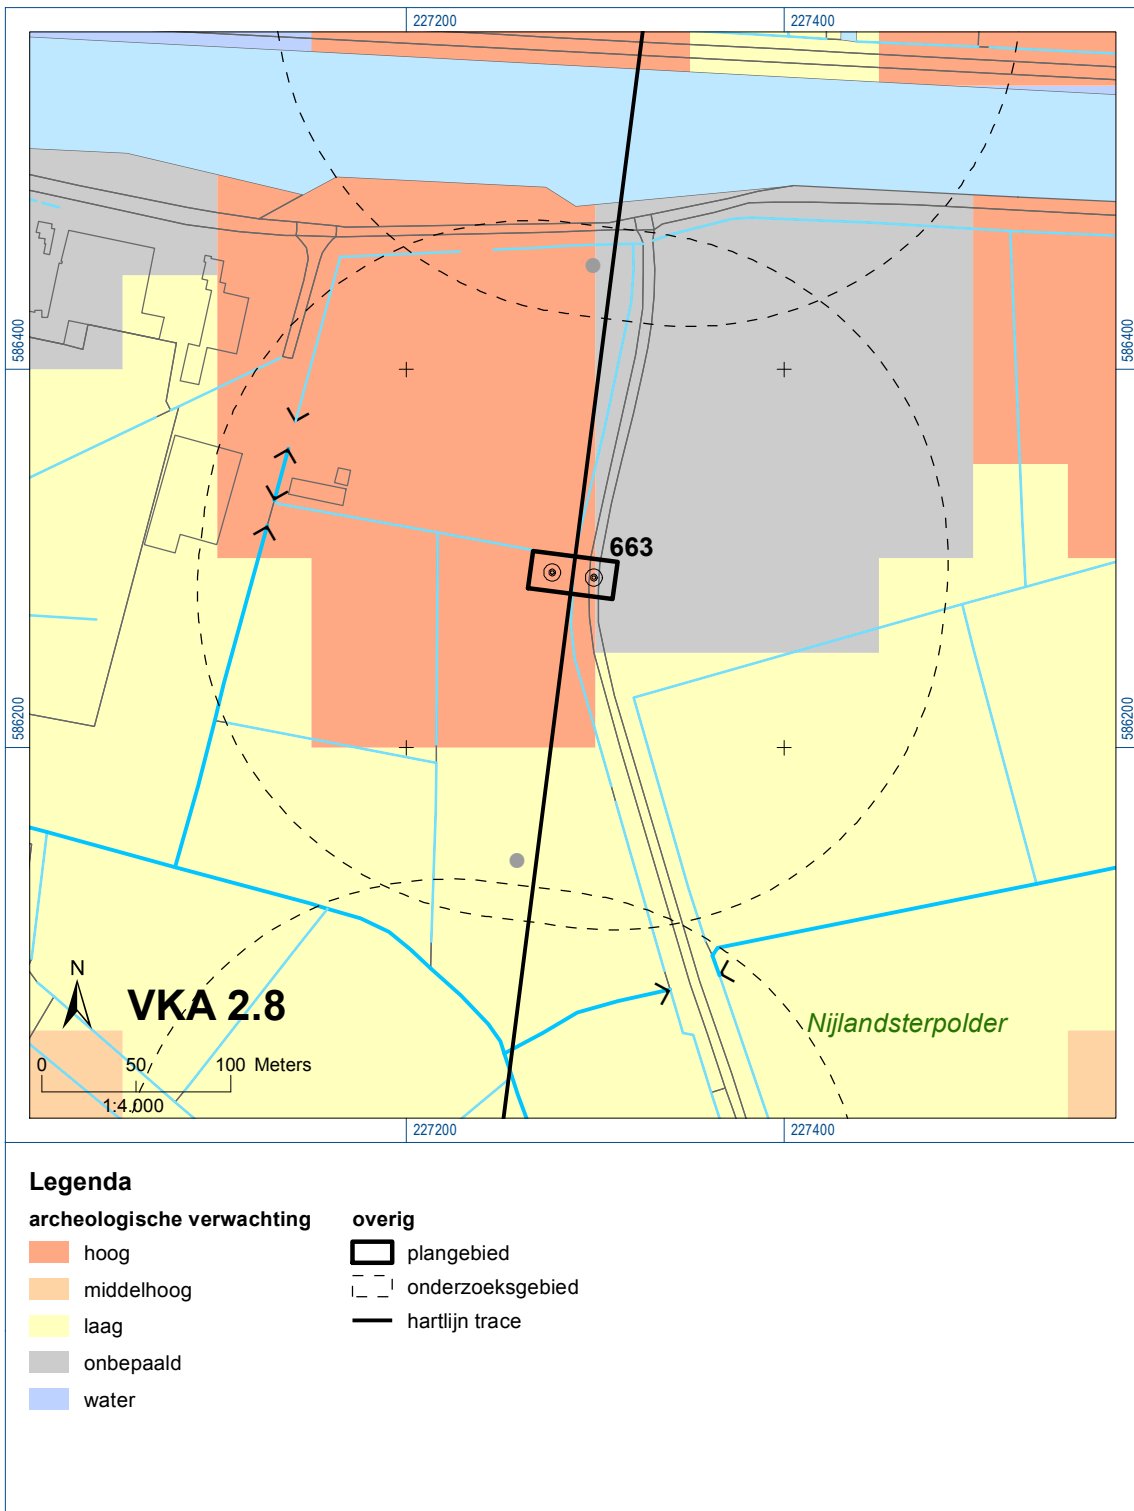 227200
227400
586400
586400
663
586200
586200
N
VKA 2.8
Nijlandsterpolder
0 50 100 Meters
1:4.000
227200
227400
Legenda
archeologische verwachting
hoog
middelhoog
laag
onbepaald
water
overig
plangebied
onderzoeksgebied
hartlijn trace